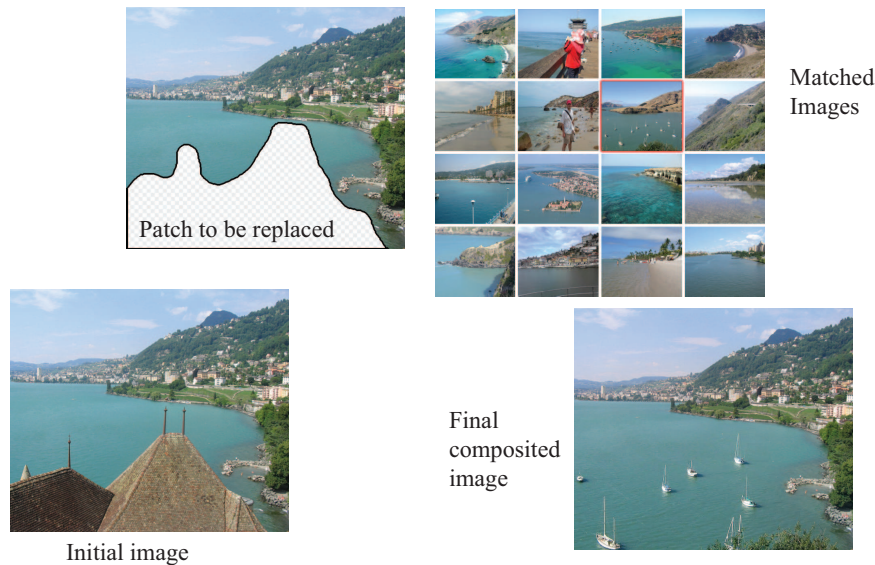 Patch to be replaced
Matched
Images
Initial image
Final
composited
image